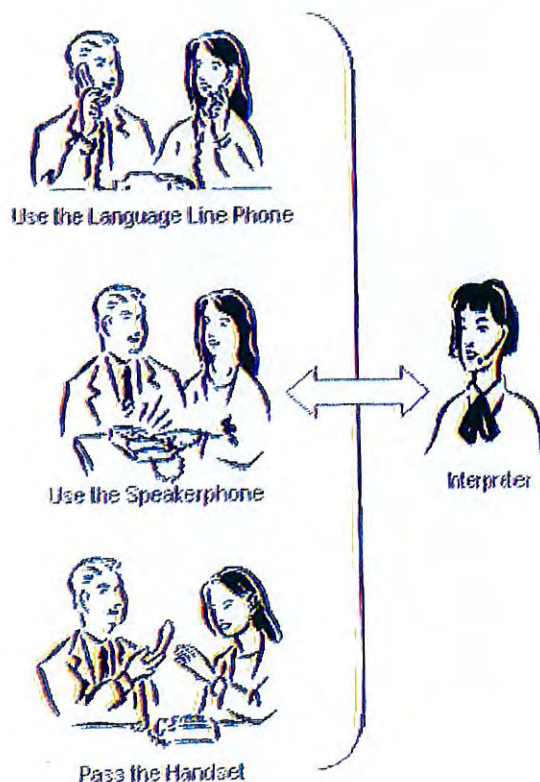 Use the Language Line Phone
Use the Speakerphone
Interpreter
Pass the Handset